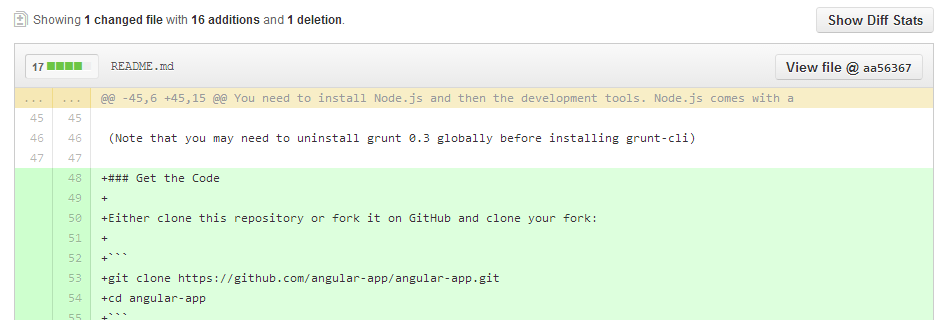 Showing 1 changed file with 16 additions and 1 deletion.
Show Diff Stats
17 README.md
View file @ aa56367
... ... @@ -45,6 +45,15 @@ You need to install Node.js and then the development tools. Node.js comes with a
45 45
46 46 (Note that you may need to uninstall grunt 0.3 globally before installing grunt-cli)
47 47
48 +### Get the Code
49 +
50 +Either clone this repository or fork it on GitHub and clone your fork:
51 +
52 +```
53 +git clone https://github.com/angular-app/angular-app.git
54 +cd angular-app
55 +```